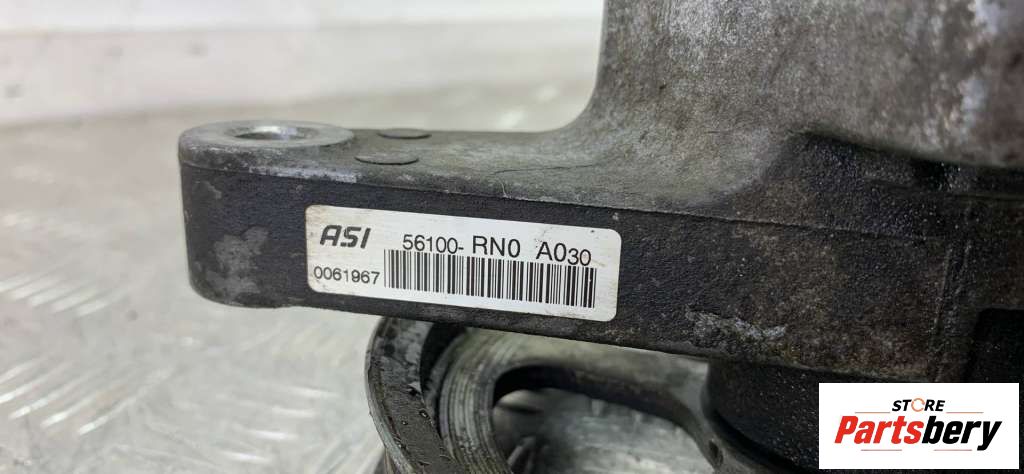 ASI 56100- RN0 A030
0061967
STORE
Partsbery